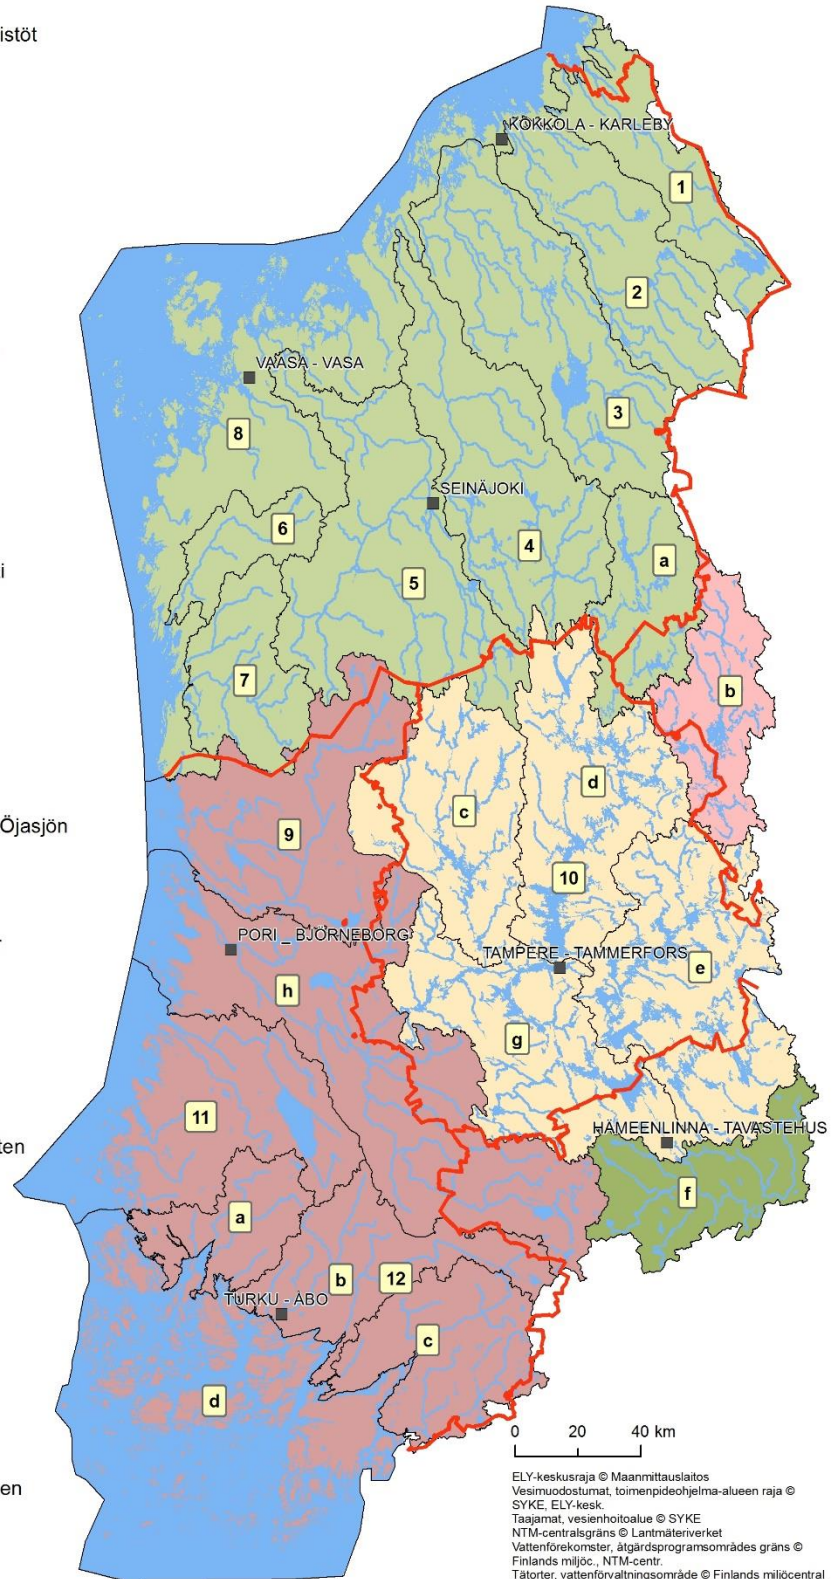 istöt
KOKKOLA - KARLEBY
1
2
VAASA - VASA
3
8
SEINÄJOKI
6
4
a
i
5
7
b
d
c
Öjasjön
9
10
PORI _ BJÖRNEBORG
TAMPERE - TAMMERFORS
e
h
g
11
HÄMEENLINNA - TAVASTEHUS
ten
f
a
b
12
TURKU - ÅBO
c
d
0 20 40 km
en
ELY-keskusraja © Maanmittauslaitos
Vesimuodostumat, toimenpideohjelma-alueen raja ©
SYKE, ELY-kesk.
Taajamat, vesienhoitoalue © SYKE
NTM-centralsgräns © Lantmäteriverket
Vattenförekomster, åtgärdsprogramsområdes gräns ©
Finlands miljöc., NTM-centr.
Tätorter, vattenförvaltningsområde © Finlands miljöcentral